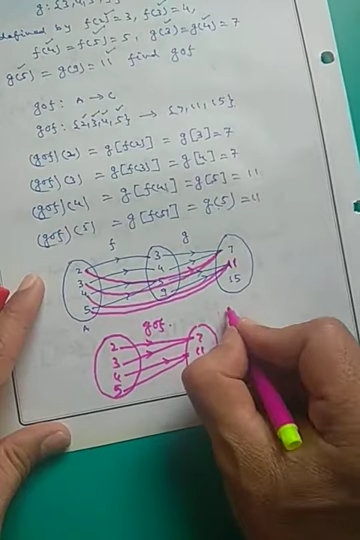 g: {3,4,5,
defined by f(2) = 3, f(3) = 4,
f(4) = f(5) = 5, g(3) = g(4) = 7
g(5) = g(9) = 11 find gof
gof: A → C
gof: {2,3,4,5} → {7,11,15}
(gof)(2) = g[f(2)] = g[3] = 7
(gof)(3) = g[f(3)] = g[4] = 7
(gof)(4) = g[f(4)] = g[5] = 11
(gof)(5) = g[f(5)] = g(5) = 11
f g
2 3 7
3 4 11
4 15
5 9
A
gof.
2 7
3 11
4
5